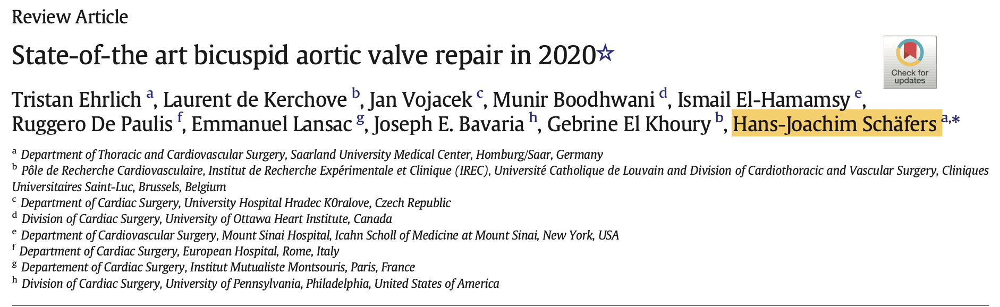 Review Article
State-of-the art bicuspid aortic valve repair in 2020☆
Check for
updates
Tristan Ehrlich a, Laurent de Kerchove b, Jan Vojacek c, Munir Boodhwani d, Ismail El-Hamamsy e,
Ruggero De Paulis f, Emmanuel Lansac g, Joseph E. Bavaria h, Gebrine El Khoury b, Hans-Joachim Schäfers a,*
a Department of Thoracic and Cardiovascular Surgery, Saarland University Medical Center, Homburg/Saar, Germany
b Pôle de Recherche Cardiovasculaire, Institut de Recherche Expérimentale et Clinique (IREC), Université Catholique de Louvain and Division of Cardiothoracic and Vascular Surgery, Cliniques
Universitaires Saint-Luc, Brussels, Belgium
c Department of Cardiac Surgery, University Hospital Hradec K0ralove, Czech Republic
d Division of Cardiac Surgery, University of Ottawa Heart Institute, Canada
e Department of Cardiovascular Surgery, Mount Sinai Hospital, Icahn Scholl of Medicine at Mount Sinai, New York, USA
f Department of Cardiac Surgery, European Hospital, Rome, Italy
g Departement of Cardiac Surgery, Institut Mutualiste Montsouris, Paris, France
h Division of Cardiac Surgery, University of Pennsylvania, Philadelphia, United States of America